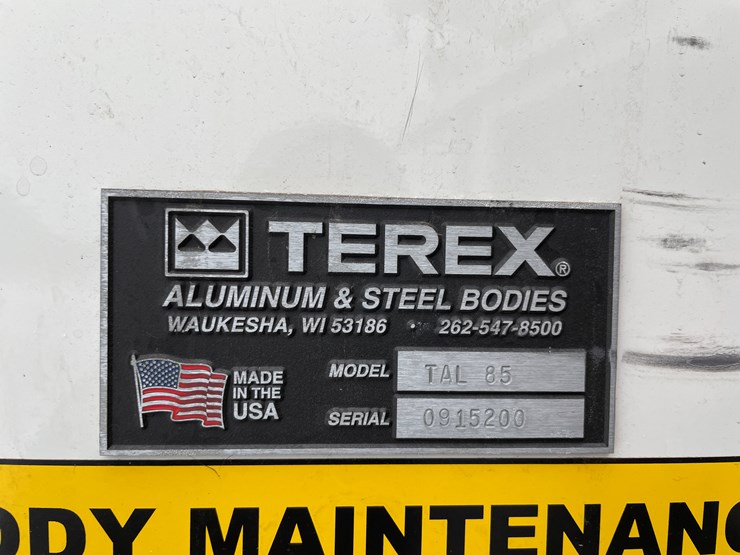 TEREX®
ALUMINUM & STEEL BODIES
WAUKESHA, WI 53186 • 262-547-8500
MADE
IN THE
USA
MODEL TAL 85
SERIAL 0915200
ODY MAINTENANC